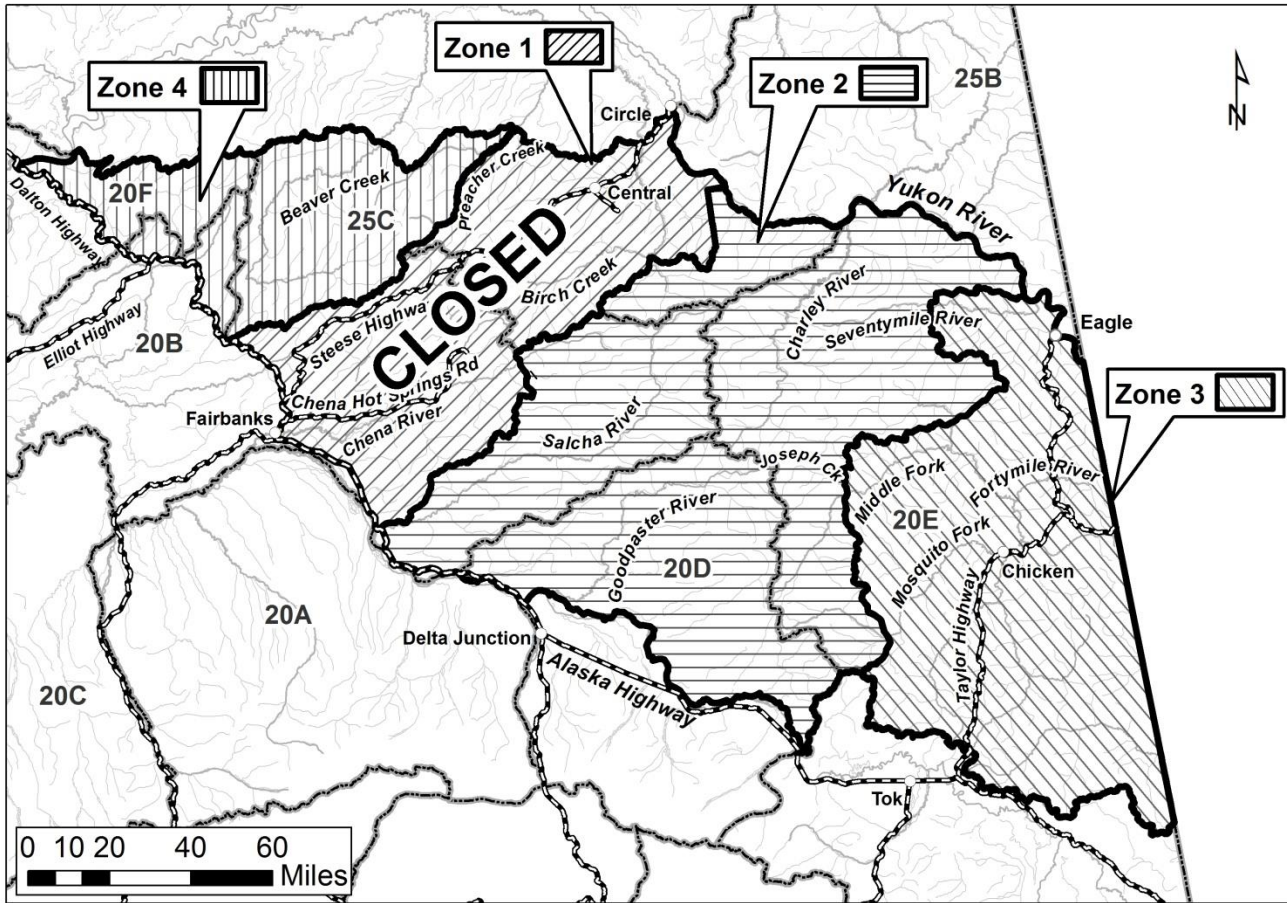 Zone 1
Zone 4
Zone 2
25B
N
Circle
20F
Beaver Creek
Preacher Creek
Central
25C
Yukon River
Dalton Highway
CLOSED
Birch Creek
Charley River
Steese Highwa
Seventymile River
Eagle
Elliot Highway
20B
Chena Hot Springs Rd
Zone 3
Fairbanks
Chena River
Salcha River
Joseph Ck
Middle Fork
Fortymile River
Goodpaster River
20E
Mosquito Fork
20D
Chicken
20A
Taylor Highway
Delta Junction
Alaska Highway
20C
Tok
0 10 20 40 60
Miles